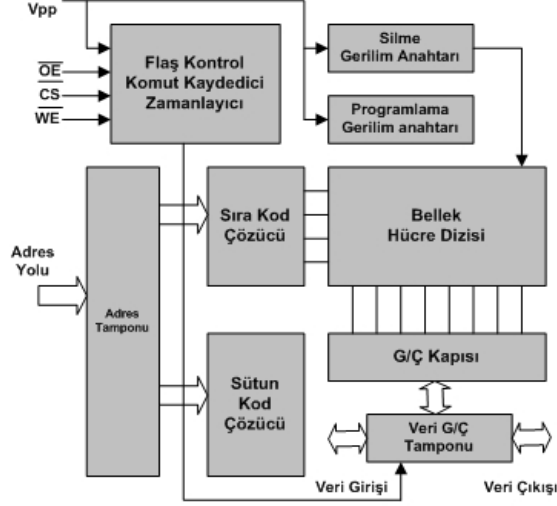 Vpp
OE
CS
WE
Flaş Kontrol
Komut Kaydedici
Zamanlayıcı
Silme
Gerilim Anahtarı
Programlama
Gerilim anahtarı
Adres
Yolu
Adres
Tamponu
Sıra Kod
Çözücü
Bellek
Hücre Dizisi
Sütun
Kod
Çözücü
G/Ç Kapısı
Veri G/Ç
Tamponu
Veri Girişi
Veri Çıkışı